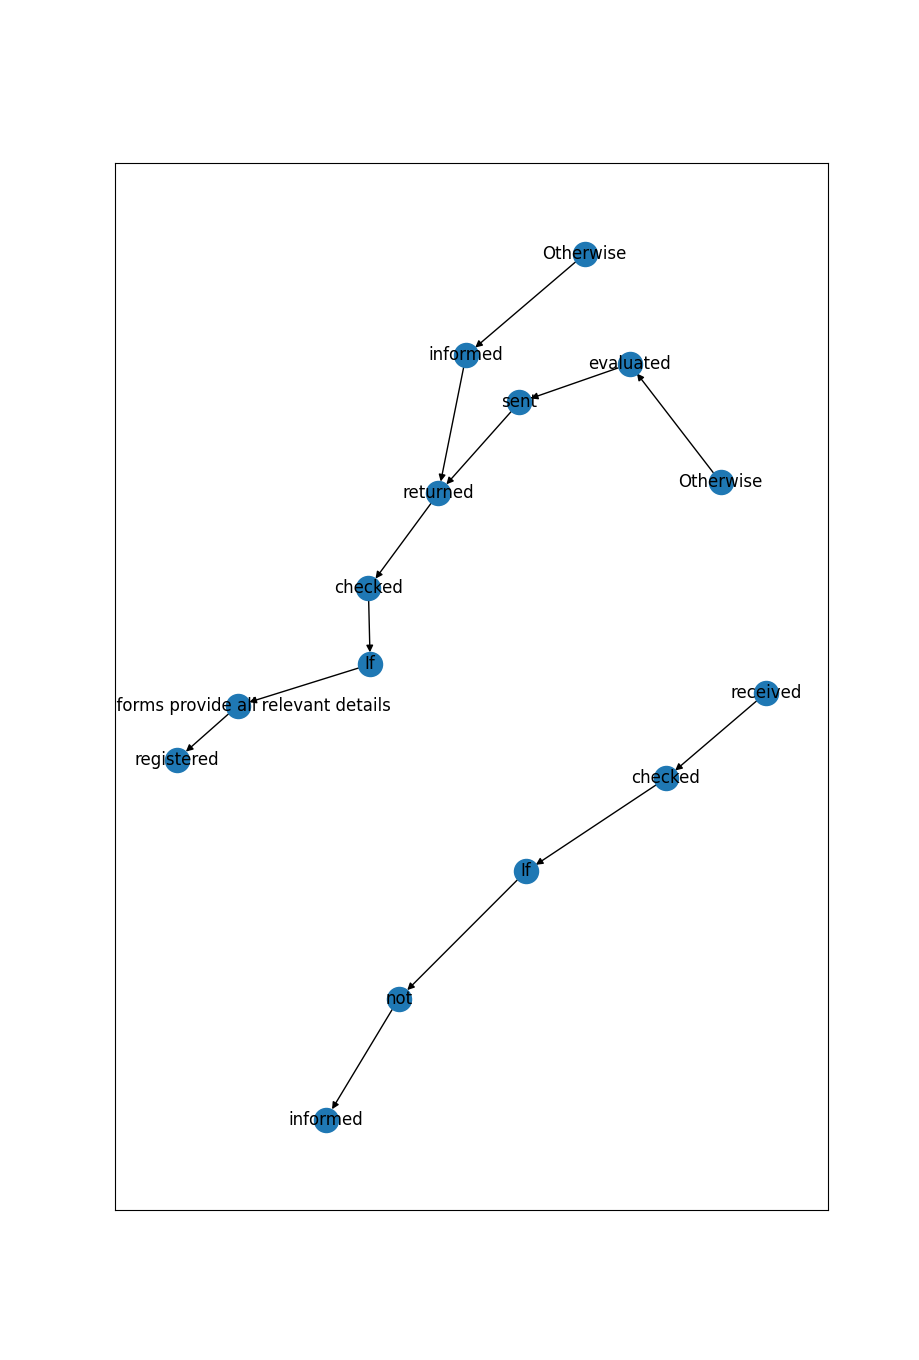 Otherwise
informed
evaluated
sent
Otherwise
returned
checked
If
received
forms provide all relevant details
registered
checked
If
not
informed